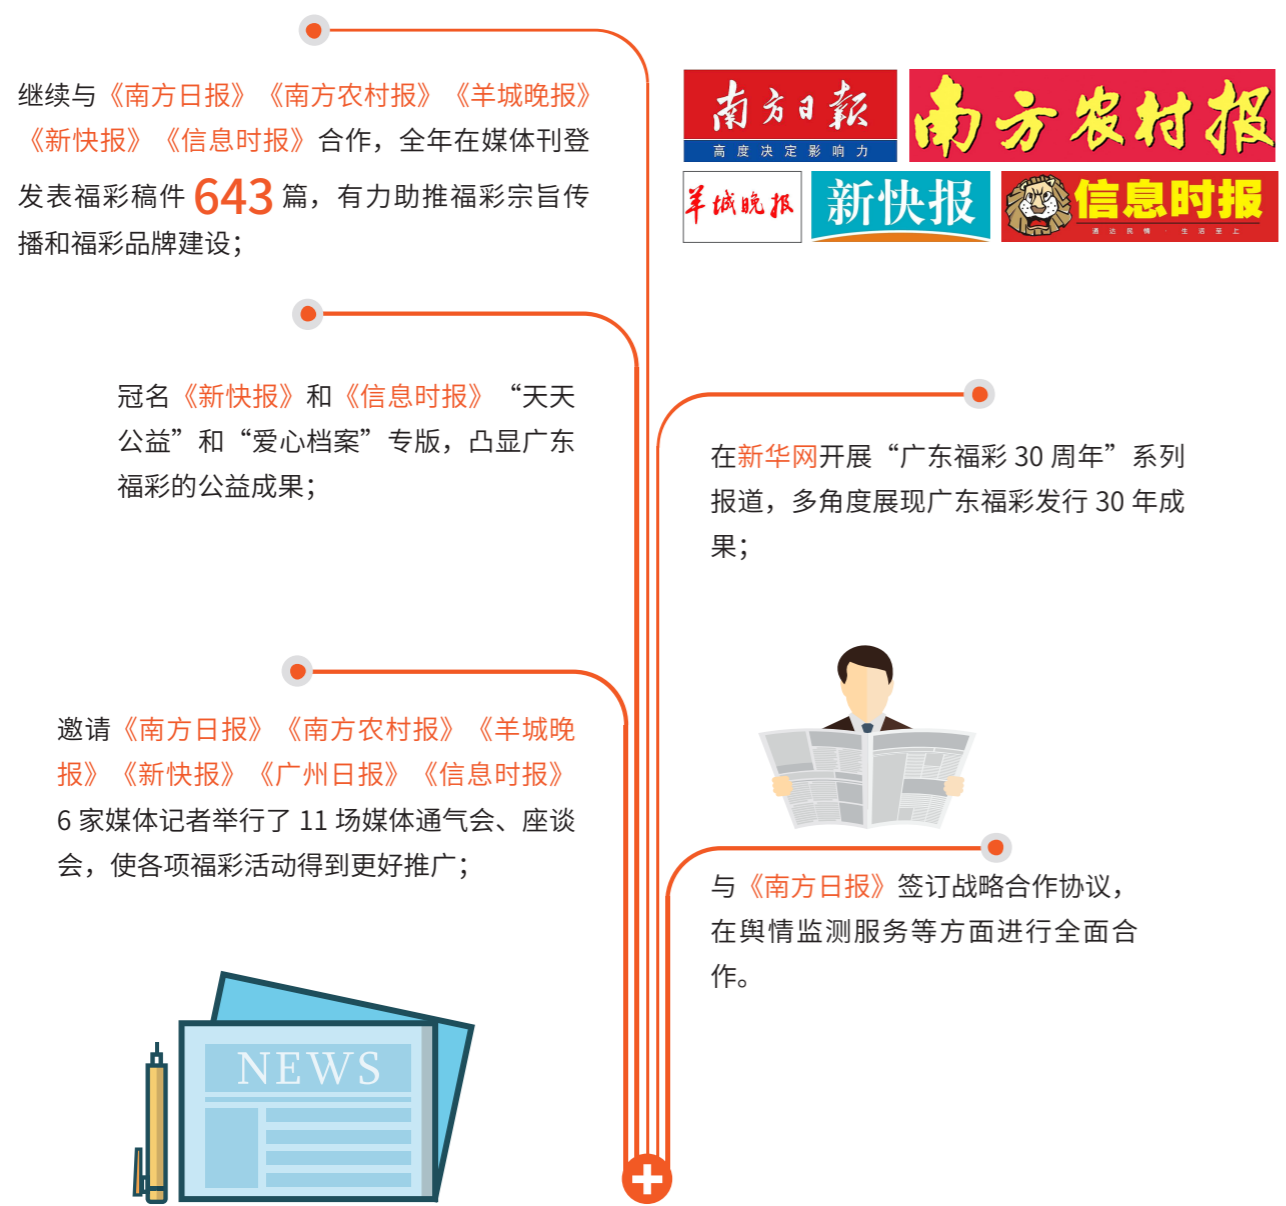 继续与《南方日报》《南方农村报》《羊城晚报》
《新快报》《信息时报》合作，全年在媒体刊登
发表福彩稿件 643 篇，有力助推福彩宗旨传
播和福彩品牌建设；
南方日報
高度决定影响力
南方农村报
羊城晚报
新快报
信息时报
通达民情 · 生活至上
冠名《新快报》和《信息时报》“天天
公益”和“爱心档案”专版，凸显广东
福彩的公益成果；
在新华网开展“广东福彩 30 周年”系列
报道，多角度展现广东福彩发行 30 年成
果；
邀请《南方日报》《南方农村报》《羊城晚
报》《新快报》《广州日报》《信息时报》
6 家媒体记者举行了 11 场媒体通气会、座谈
会，使各项福彩活动得到更好推广；
与《南方日报》签订战略合作协议，
在舆情监测服务等方面进行全面合
作。
NEWS